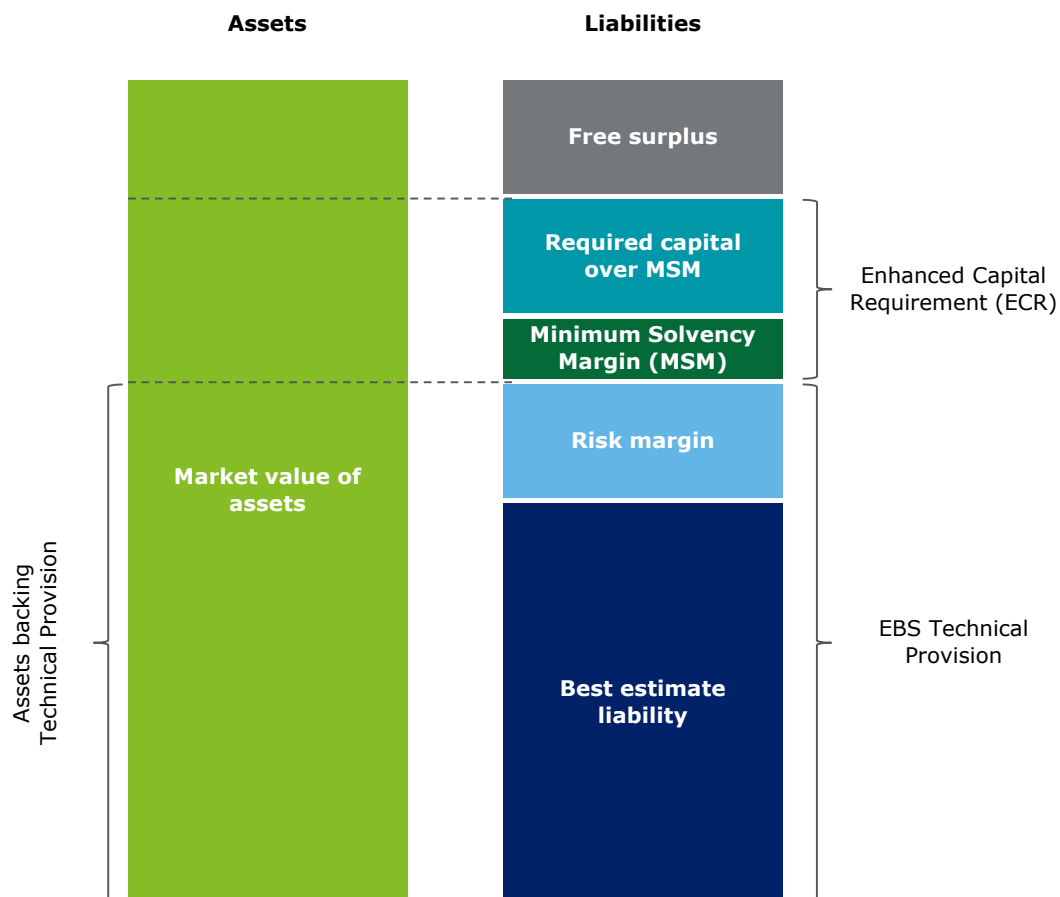 Assets
Liabilities
Free surplus
Required capital
over MSM
Enhanced Capital
Requirement (ECR)
Minimum Solvency
Margin (MSM)
Risk margin
Market value of
assets
Assets backing
Technical Provision
EBS Technical
Provision
Best estimate
liability